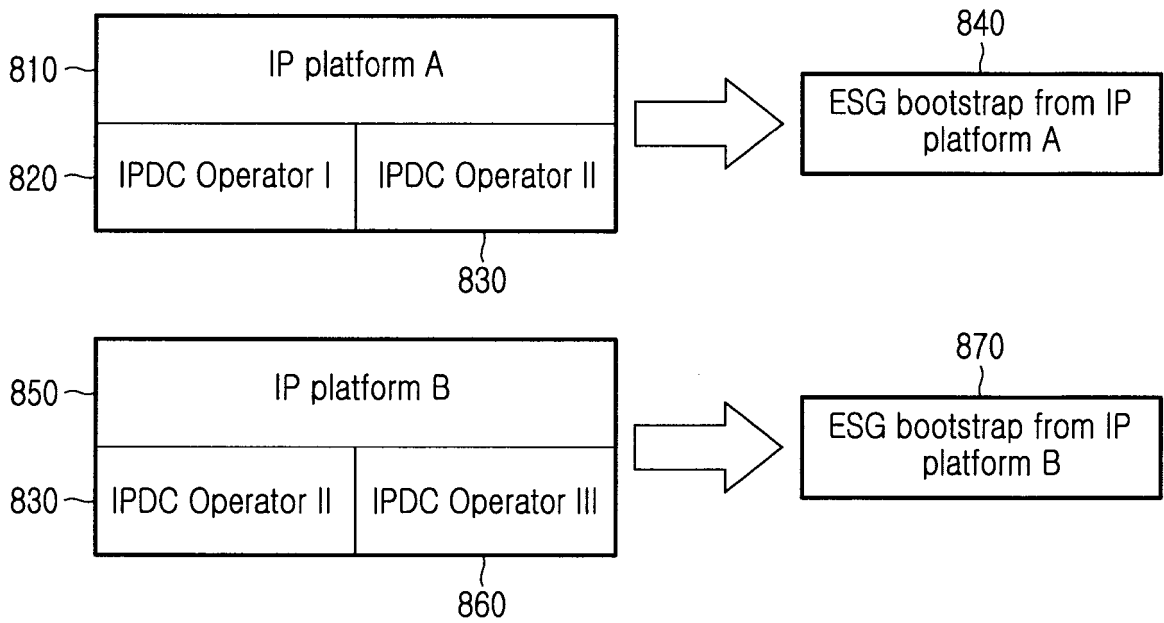 840
810
IP platform A
ESG bootstrap from IP
platform A
820
IPDC Operator I
IPDC Operator II
830
870
850
IP platform B
ESG bootstrap from IP
platform B
830
IPDC Operator II
IPDC Operator III
860